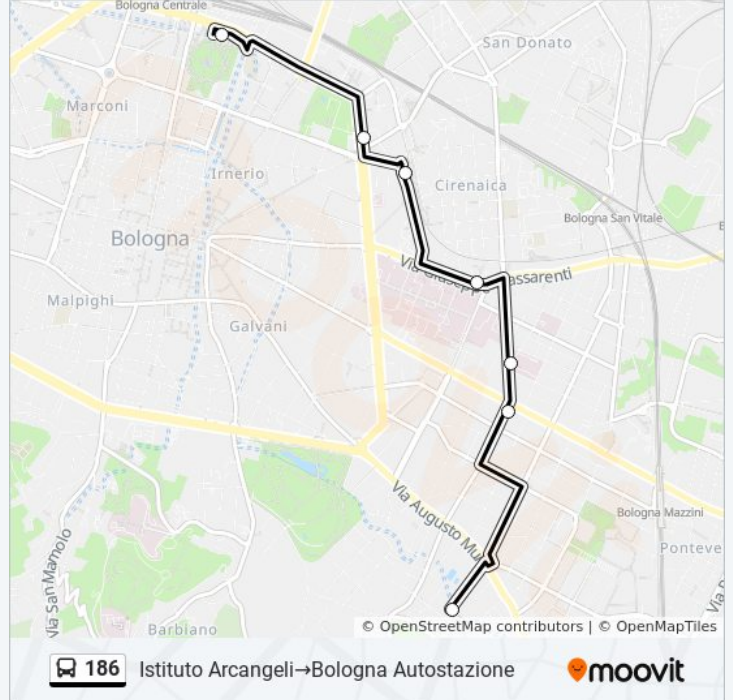 Bologna Centrale
San Donato
Marconi
Irnerio
Cirenaica
Bologna San Vitale
Bologna
Via Giuseppe
assarenti
Malpighi
Galvani
Via Augusto Mu
Bologna Mazzini
Ponteve
Via San Mamolo
Barbiano
© OpenStreetMap contributors | © OpenMapTiles
186 Istituto Arcangeli→Bologna Autostazione
moovit